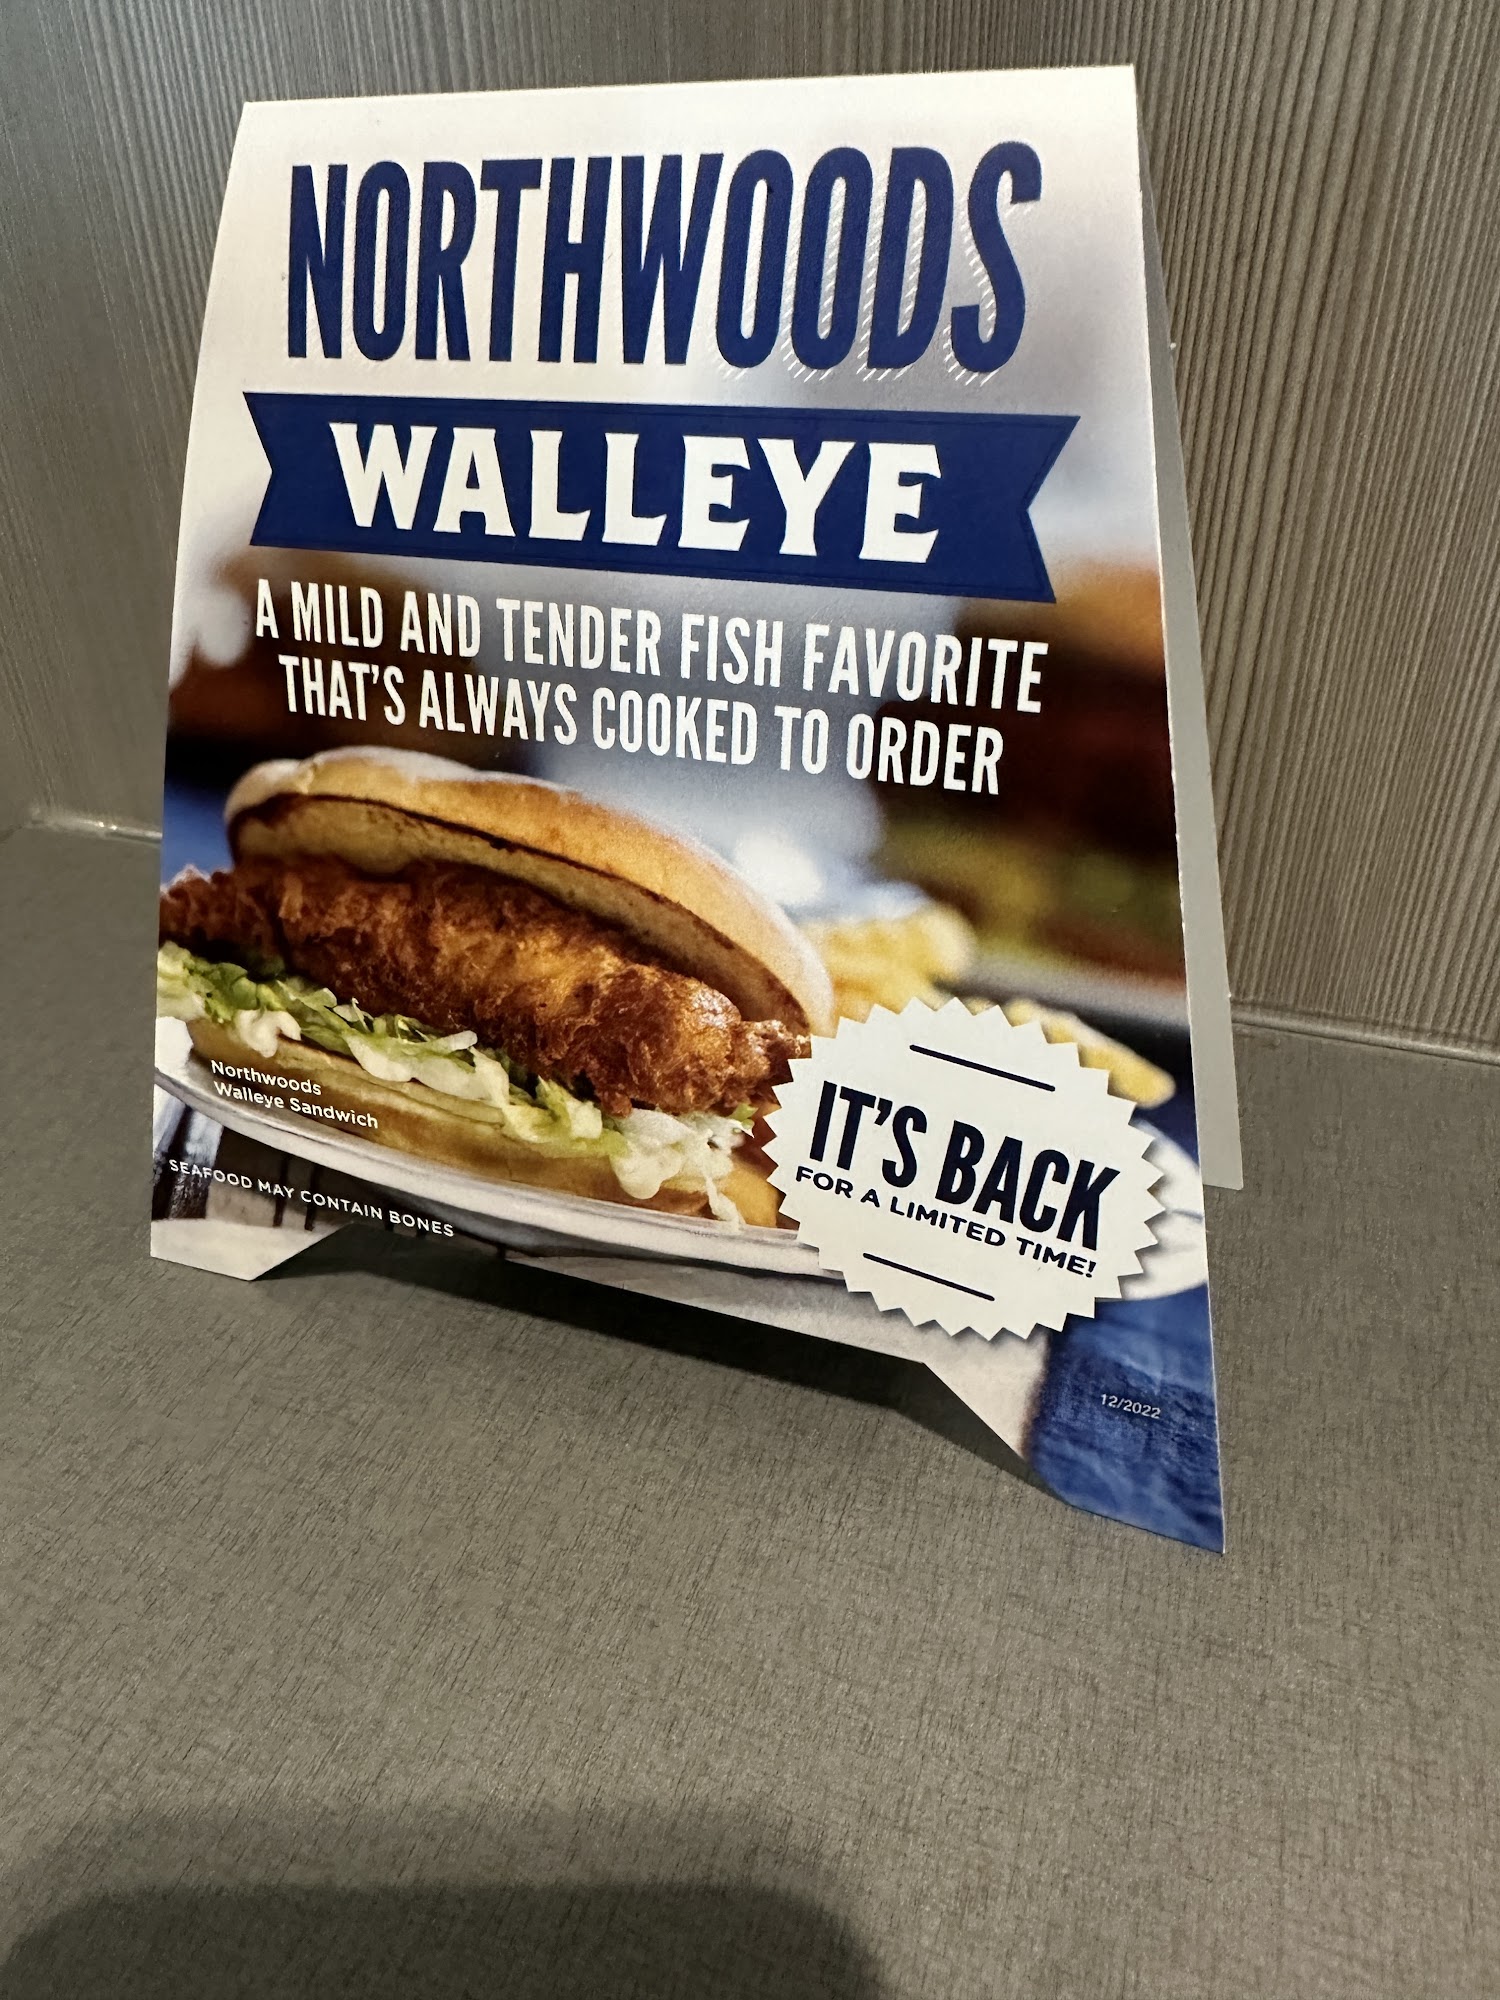 NORTHWOODS
WALLEYE
A MILD AND TENDER FISH FAVORITE
THAT'S ALWAYS COOKED TO ORDER
Northwoods
Walleye Sandwich
SEAFOOD MAY CONTAIN BONES
IT'S BACK
FOR A LIMITED TIME!
12/2022